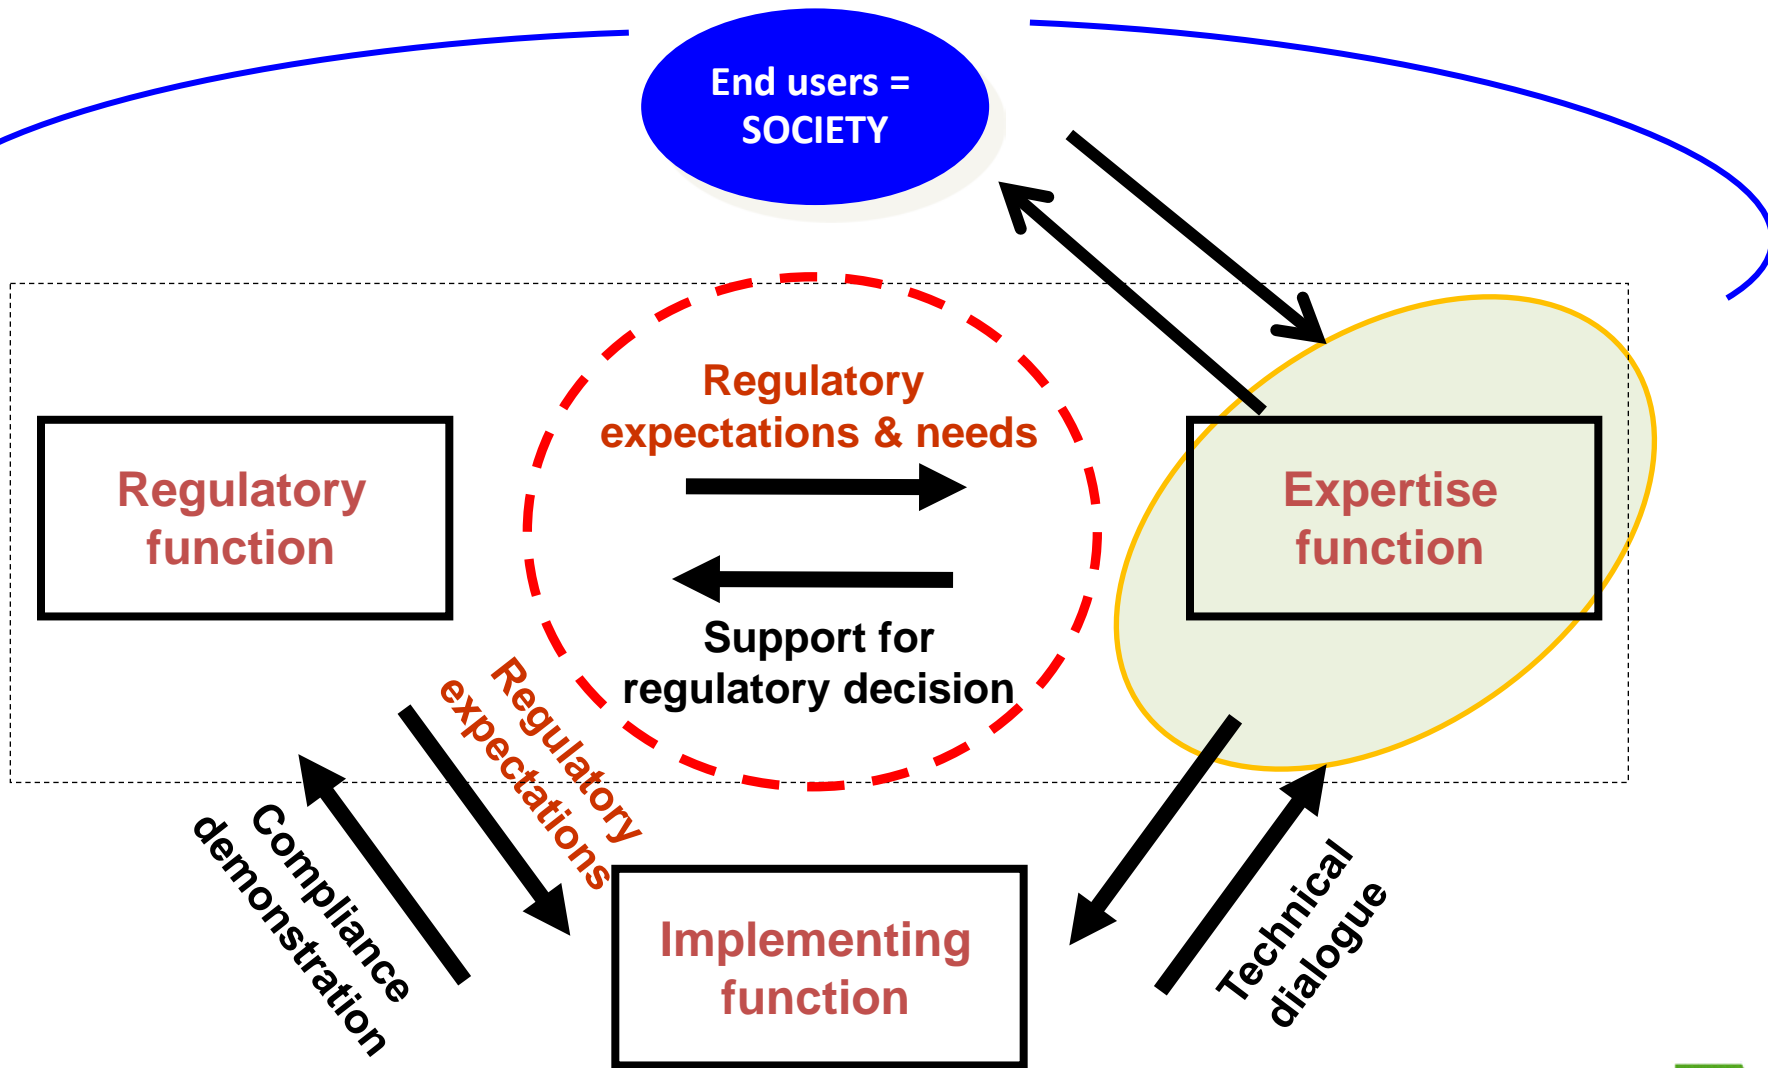 End users =
SOCIETY
Regulatory
expectations & needs
Regulatory
function
Expertise
function
Support for
regulatory decision
Regulatory
expectations
Compliance
demonstration
Implementing
function
Technical
dialogue